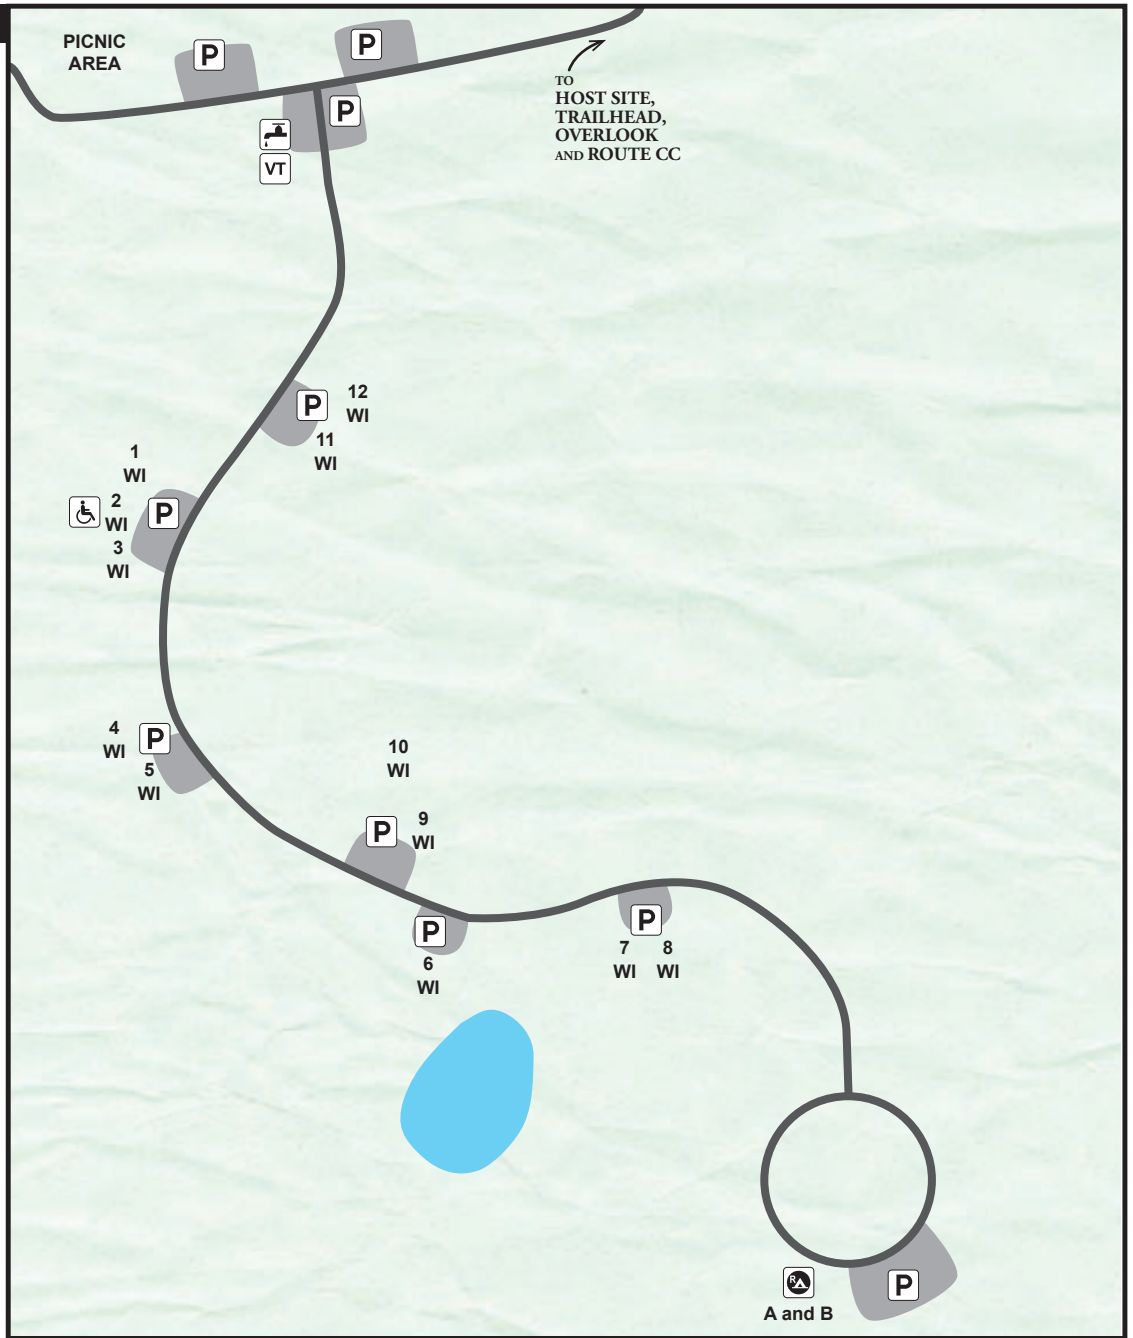 PICNIC
AREA
P
P
P
VT
TO
HOST SITE,
TRAILHEAD,
OVERLOOK
AND ROUTE CC
P
12
WI
11
WI
1
WI
2
WI
P
3
WI
4
WI
P
5
WI
10
WI
P
9
WI
P
6
WI
P
7
WI
8
WI
R
A and B
P